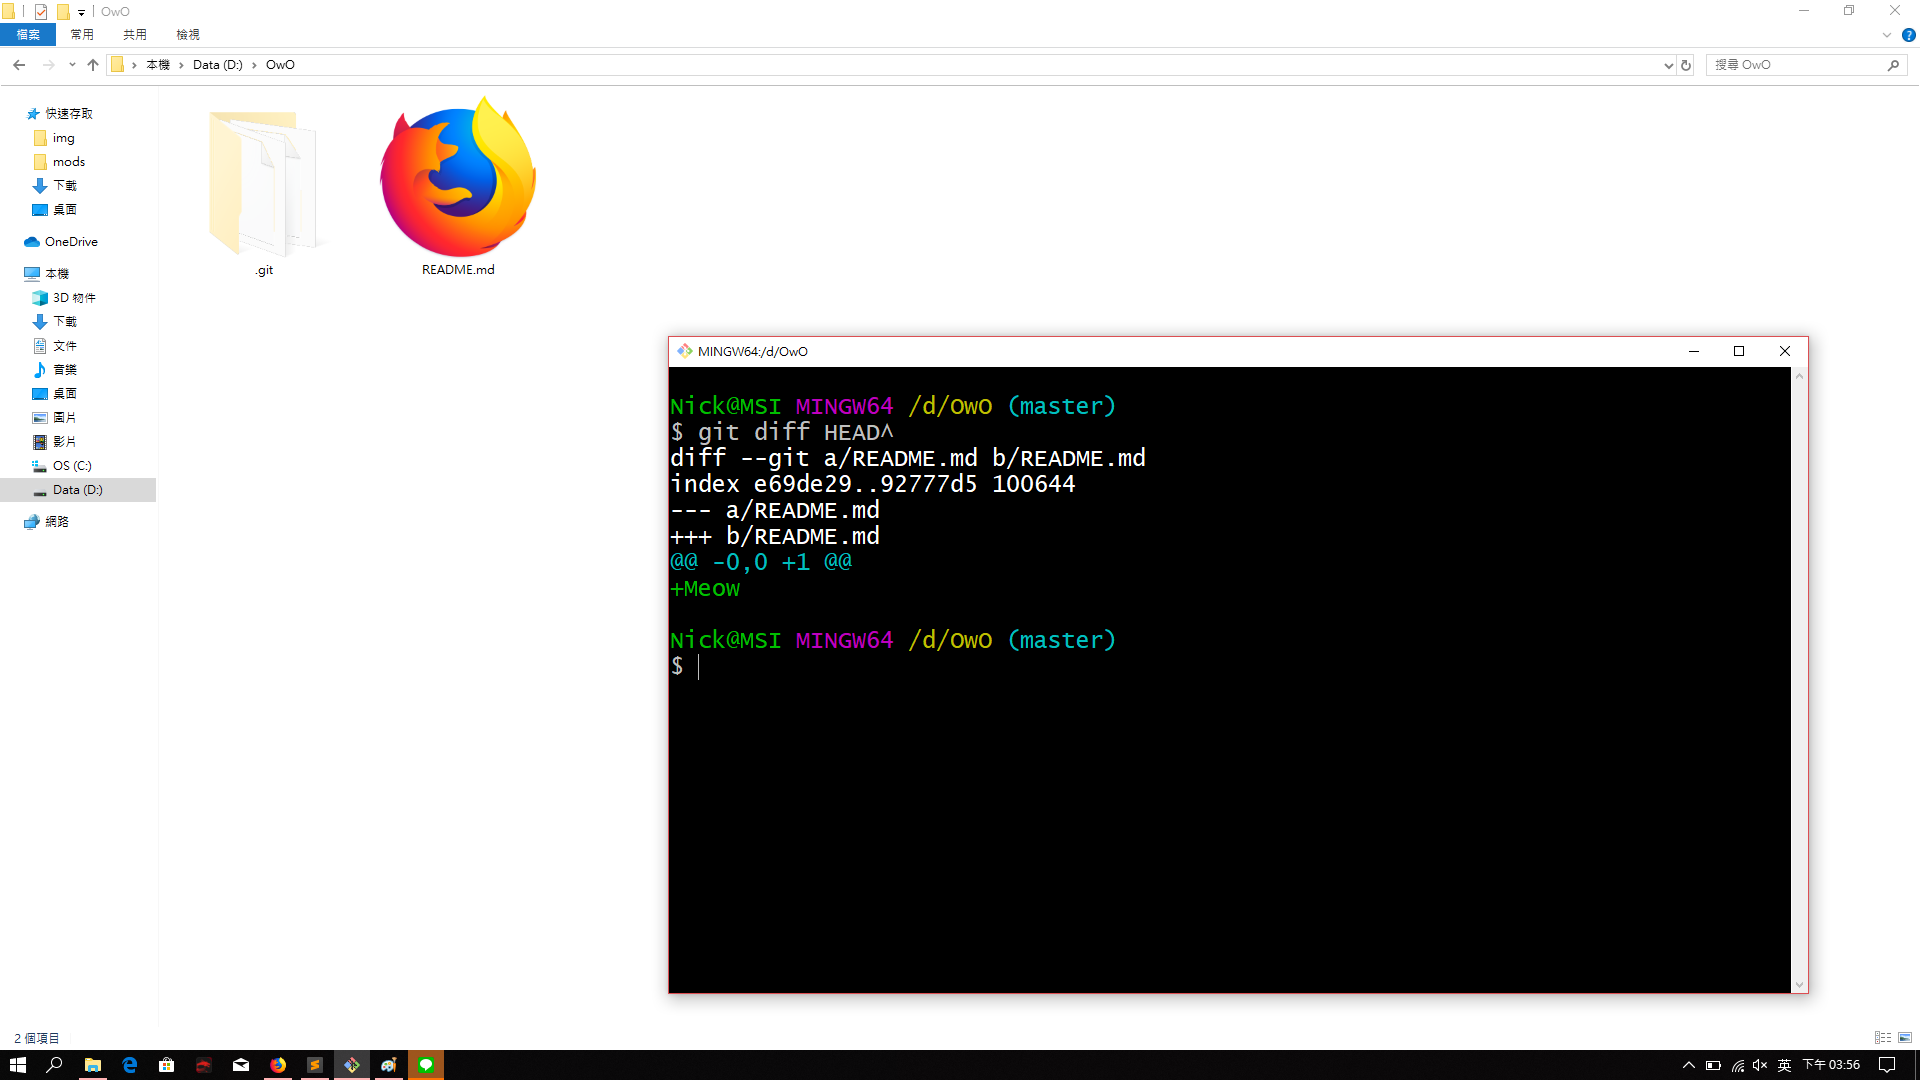 OwO
檔案 常用 共用 檢視
本機 Data (D:) OwO
搜尋 OwO
快速存取
img
mods
下載
桌面
OneDrive
本機
3D 物件
下載
文件
音樂
桌面
圖片
影片
OS (C:)
Data (D:)
網路
.git
README.md
MINGW64:/d/OwO
Nick@MSI MINGW64 /d/OwO (master)
$ git diff HEAD^
diff --git a/README.md b/README.md
index e69de29..92777d5 100644
--- a/README.md
+++ b/README.md
@@ -0,0 +1 @@
+Meow
Nick@MSI MINGW64 /d/OwO (master)
$
2 個項目
英 下午 03:56